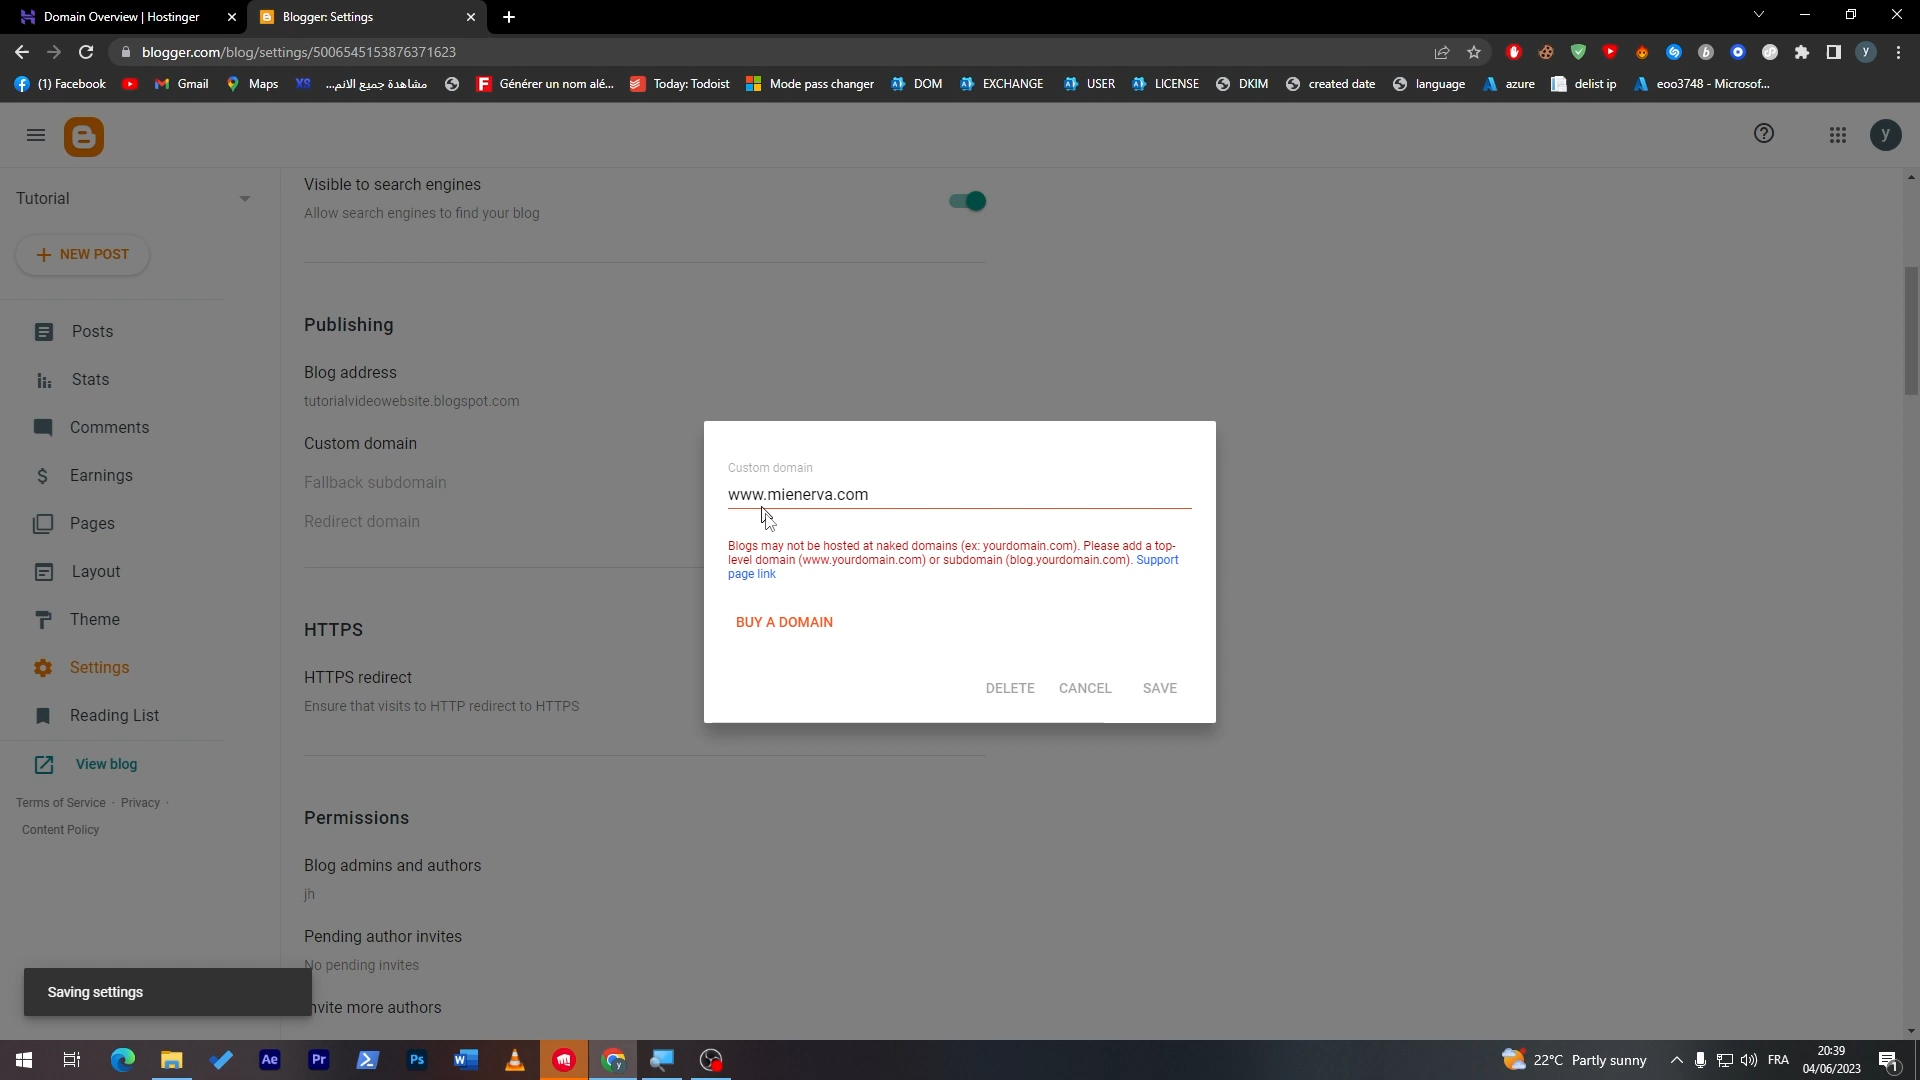 Domain Overview | Hostinger
Blogger: Settings
blogger.com/blog/settings/5006545153876371623
(1) Facebook
Gmail
Maps
مشاهدة جميع الانم...
Générer un nom alé...
Today: Todoist
Mode pass changer
DOM
EXCHANGE
USER
LICENSE
DKIM
created date
language
azure
delist ip
eoo3748 - Microsof...
y
Tutorial
NEW POST
Posts
Stats
Comments
Earnings
Pages
Layout
Theme
Settings
Reading List
View blog
Terms of Service · Privacy ·
Content Policy
Visible to search engines
Allow search engines to find your blog
Publishing
Blog address
tutorialvideowebsite.blogspot.com
Custom domain
Fallback subdomain
Redirect domain
HTTPS
HTTPS redirect
Ensure that visits to HTTP redirect to HTTPS
Permissions
Blog admins and authors
jh
Pending author invites
No pending invites
nvite more authors
Custom domain
www.mienerva.com
Blogs may not be hosted at naked domains (ex: yourdomain.com). Please add a top-
level domain (www.yourdomain.com) or subdomain (blog.yourdomain.com). Support
page link
BUY A DOMAIN
DELETE
CANCEL
SAVE
Saving settings
Ae
Pr
Ps
22°C Partly sunny
FRA
20:39
04/06/2023
1